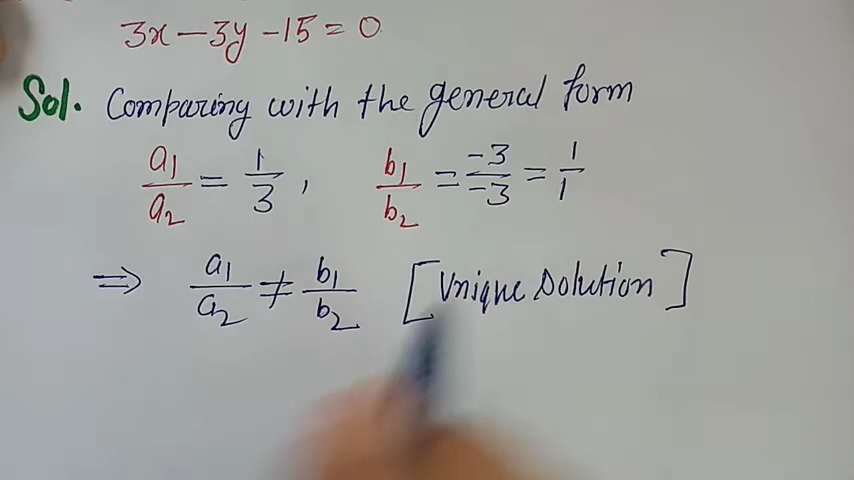 3x - 3y - 15 = 0
Sol. Comparing with the general form
a₁/a₂ = 1/3 , b₁/b₂ = -3/-3 = 1/1
⇒ a₁/a₂ ≠ b₁/b₂ [Unique Solution]